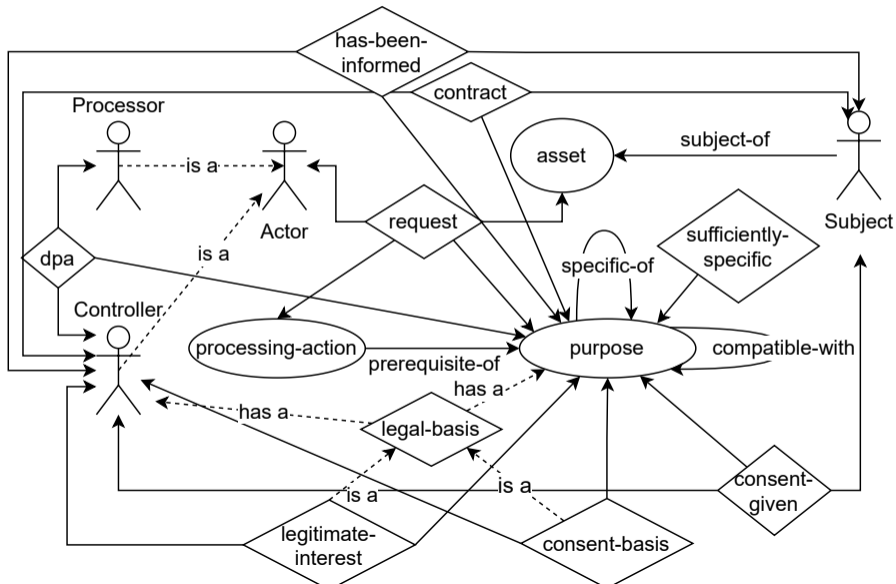 has-been-
informed
contract
Processor
is a
Actor
asset
subject-of
Subject
request
dpa
is a
specific-of
sufficiently-
specific
Controller
processing-action
prerequisite-of
purpose
compatible-with
has a
has a
legal-basis
is a
is a
consent-
given
legitimate-
interest
consent-basis